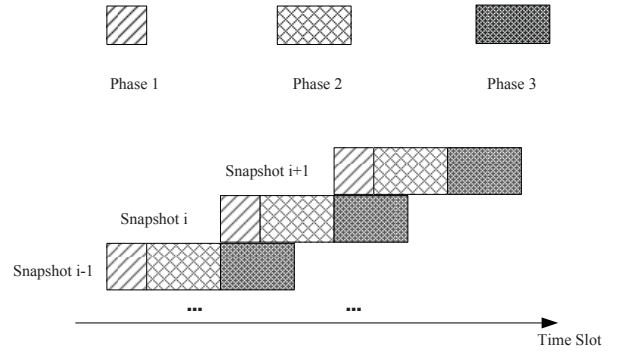 Phase 1
Phase 2
Phase 3
Snapshot i+1
Snapshot i
Snapshot i-1
... ...
Time Slot